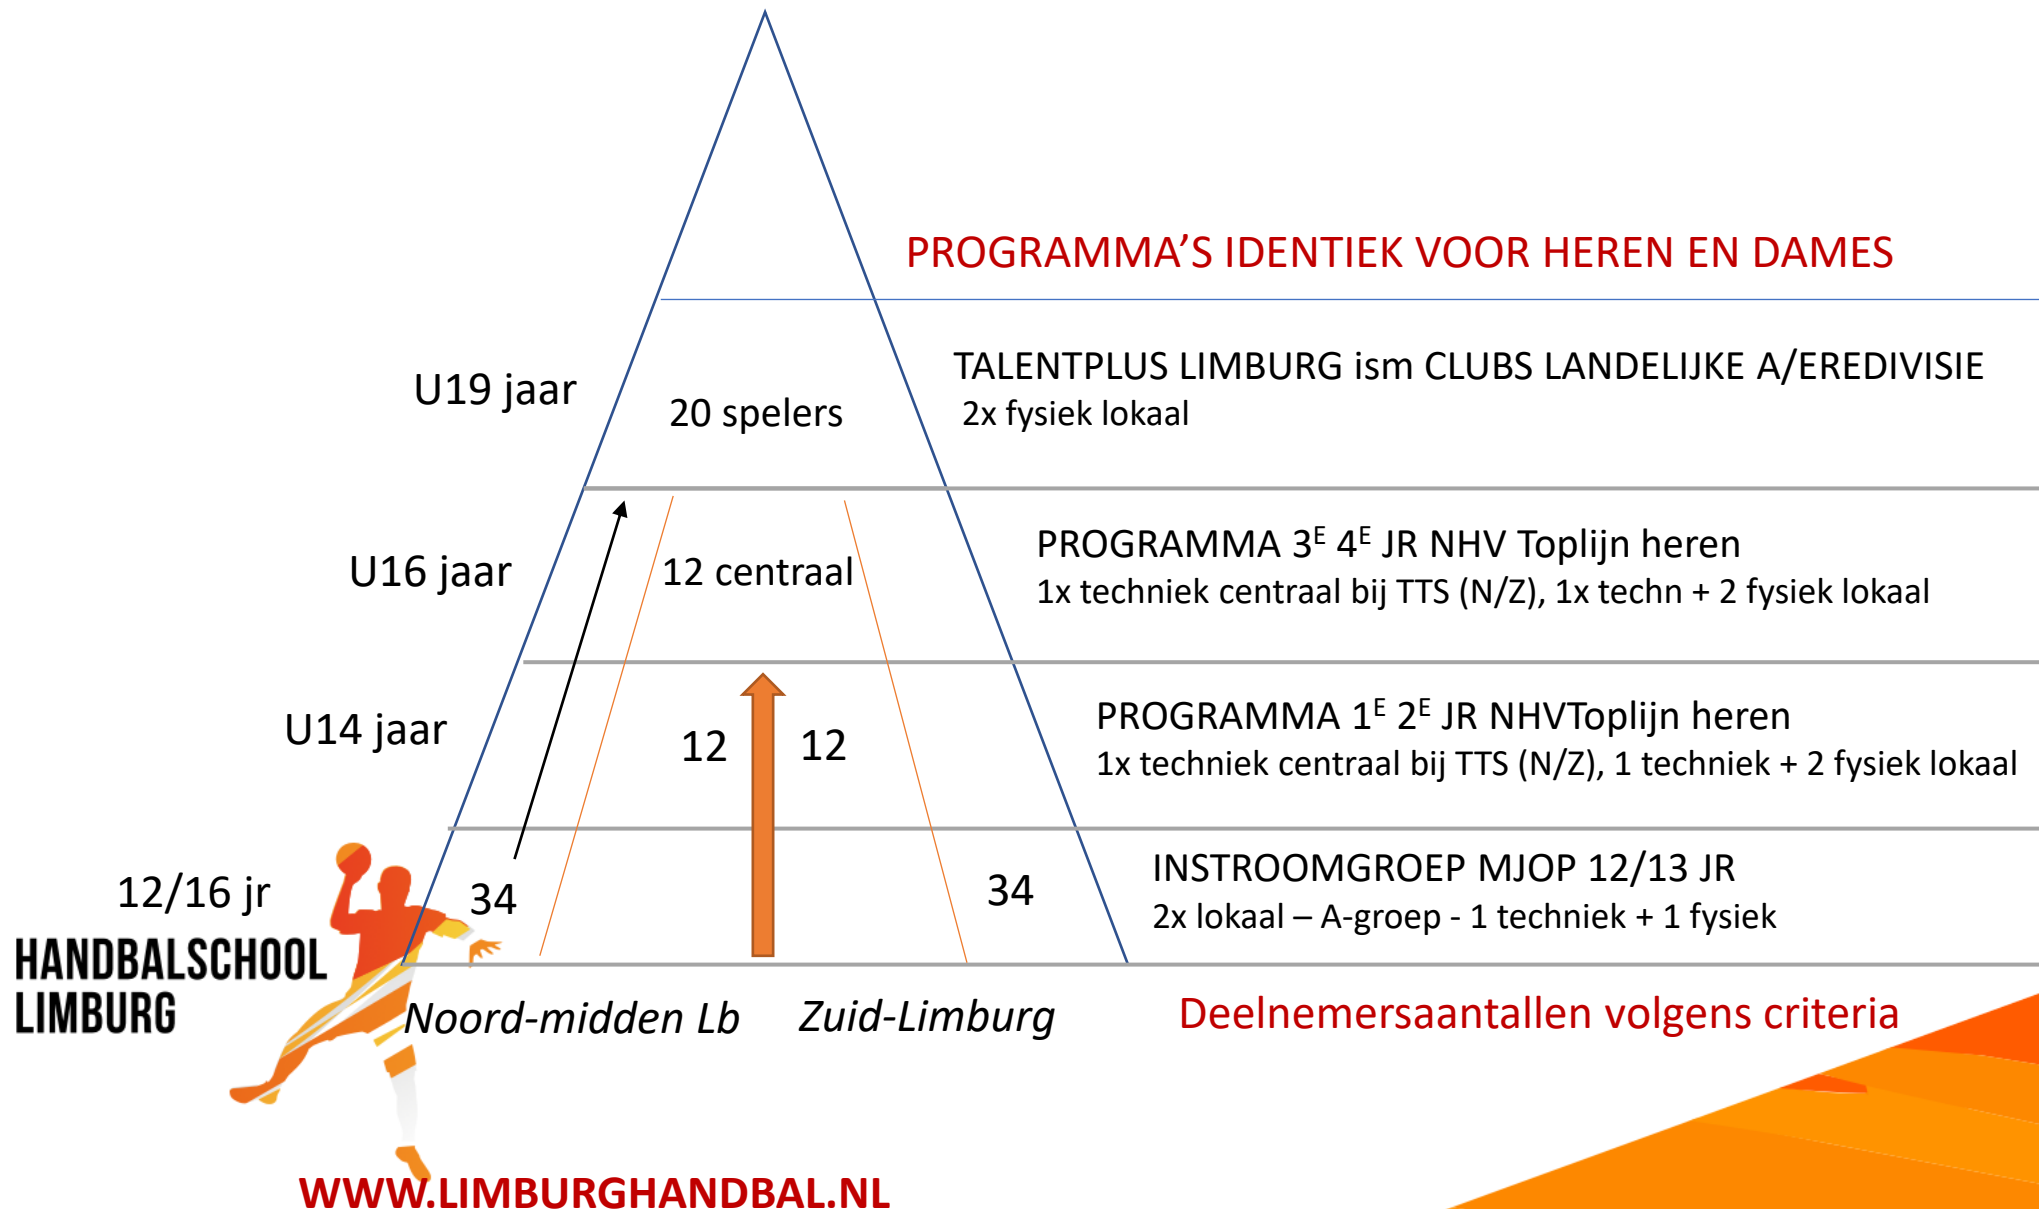 PROGRAMMA’S IDENTIEK VOOR HEREN EN DAMES
U19 jaar
20 spelers
TALENTPLUS LIMBURG ism CLUBS LANDELIJKE A/EREDIVISIE
2x fysiek lokaal
U16 jaar
12 centraal
PROGRAMMA 3ᴱ 4ᴱ JR NHV Toplijn heren
1x techniek centraal bij TTS (N/Z), 1x techn + 2 fysiek lokaal
U14 jaar
12 12
PROGRAMMA 1ᴱ 2ᴱ JR NHVToplijn heren
1x techniek centraal bij TTS (N/Z), 1 techniek + 2 fysiek lokaal
12/16 jr
34
34
INSTROOMGROEP MJOP 12/13 JR
2x lokaal – A-groep - 1 techniek + 1 fysiek
HANDBALSCHOOL
LIMBURG
Noord-midden Lb
Zuid-Limburg
Deelnemersaantallen volgens criteria
WWW.LIMBURGHANDBAL.NL